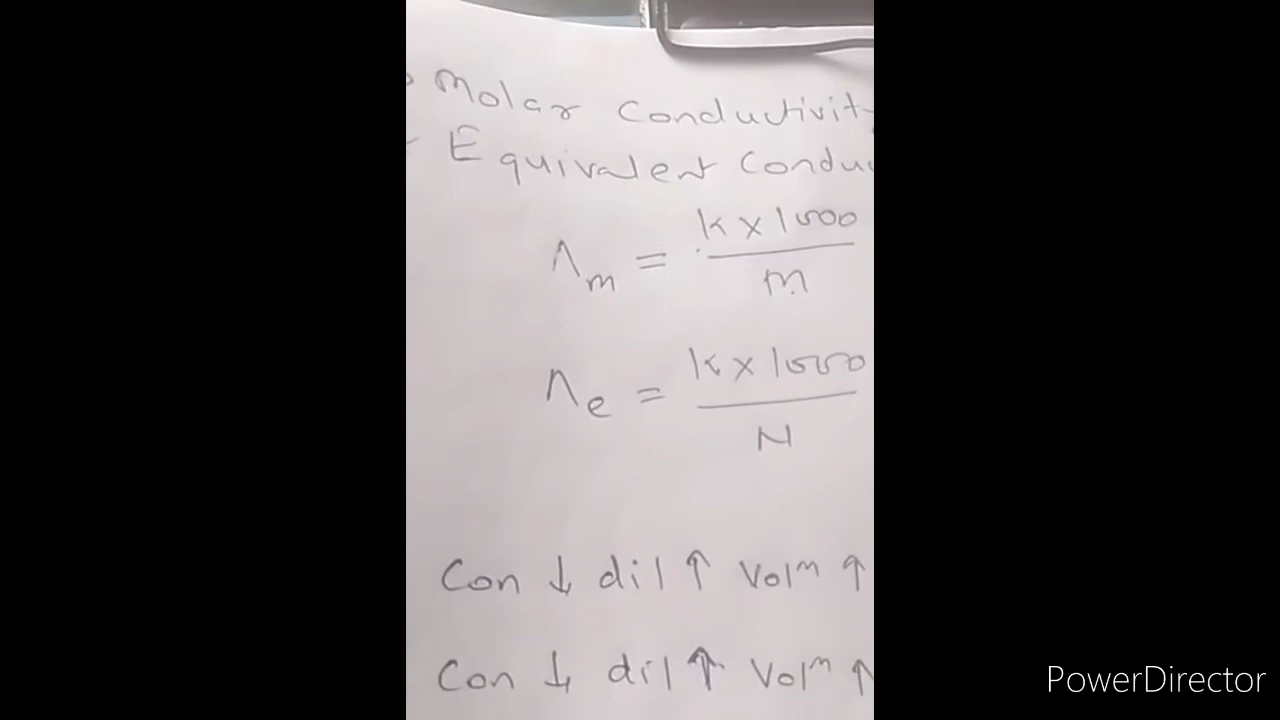 Molar Conductivit
Equivalent Condu
Λm = K × 1000 / m
Λe = K × 1000 / N
Con ↓ dil ↑ Volm ↑
Con ↓ dil ↑ Volm ↑
PowerDirector